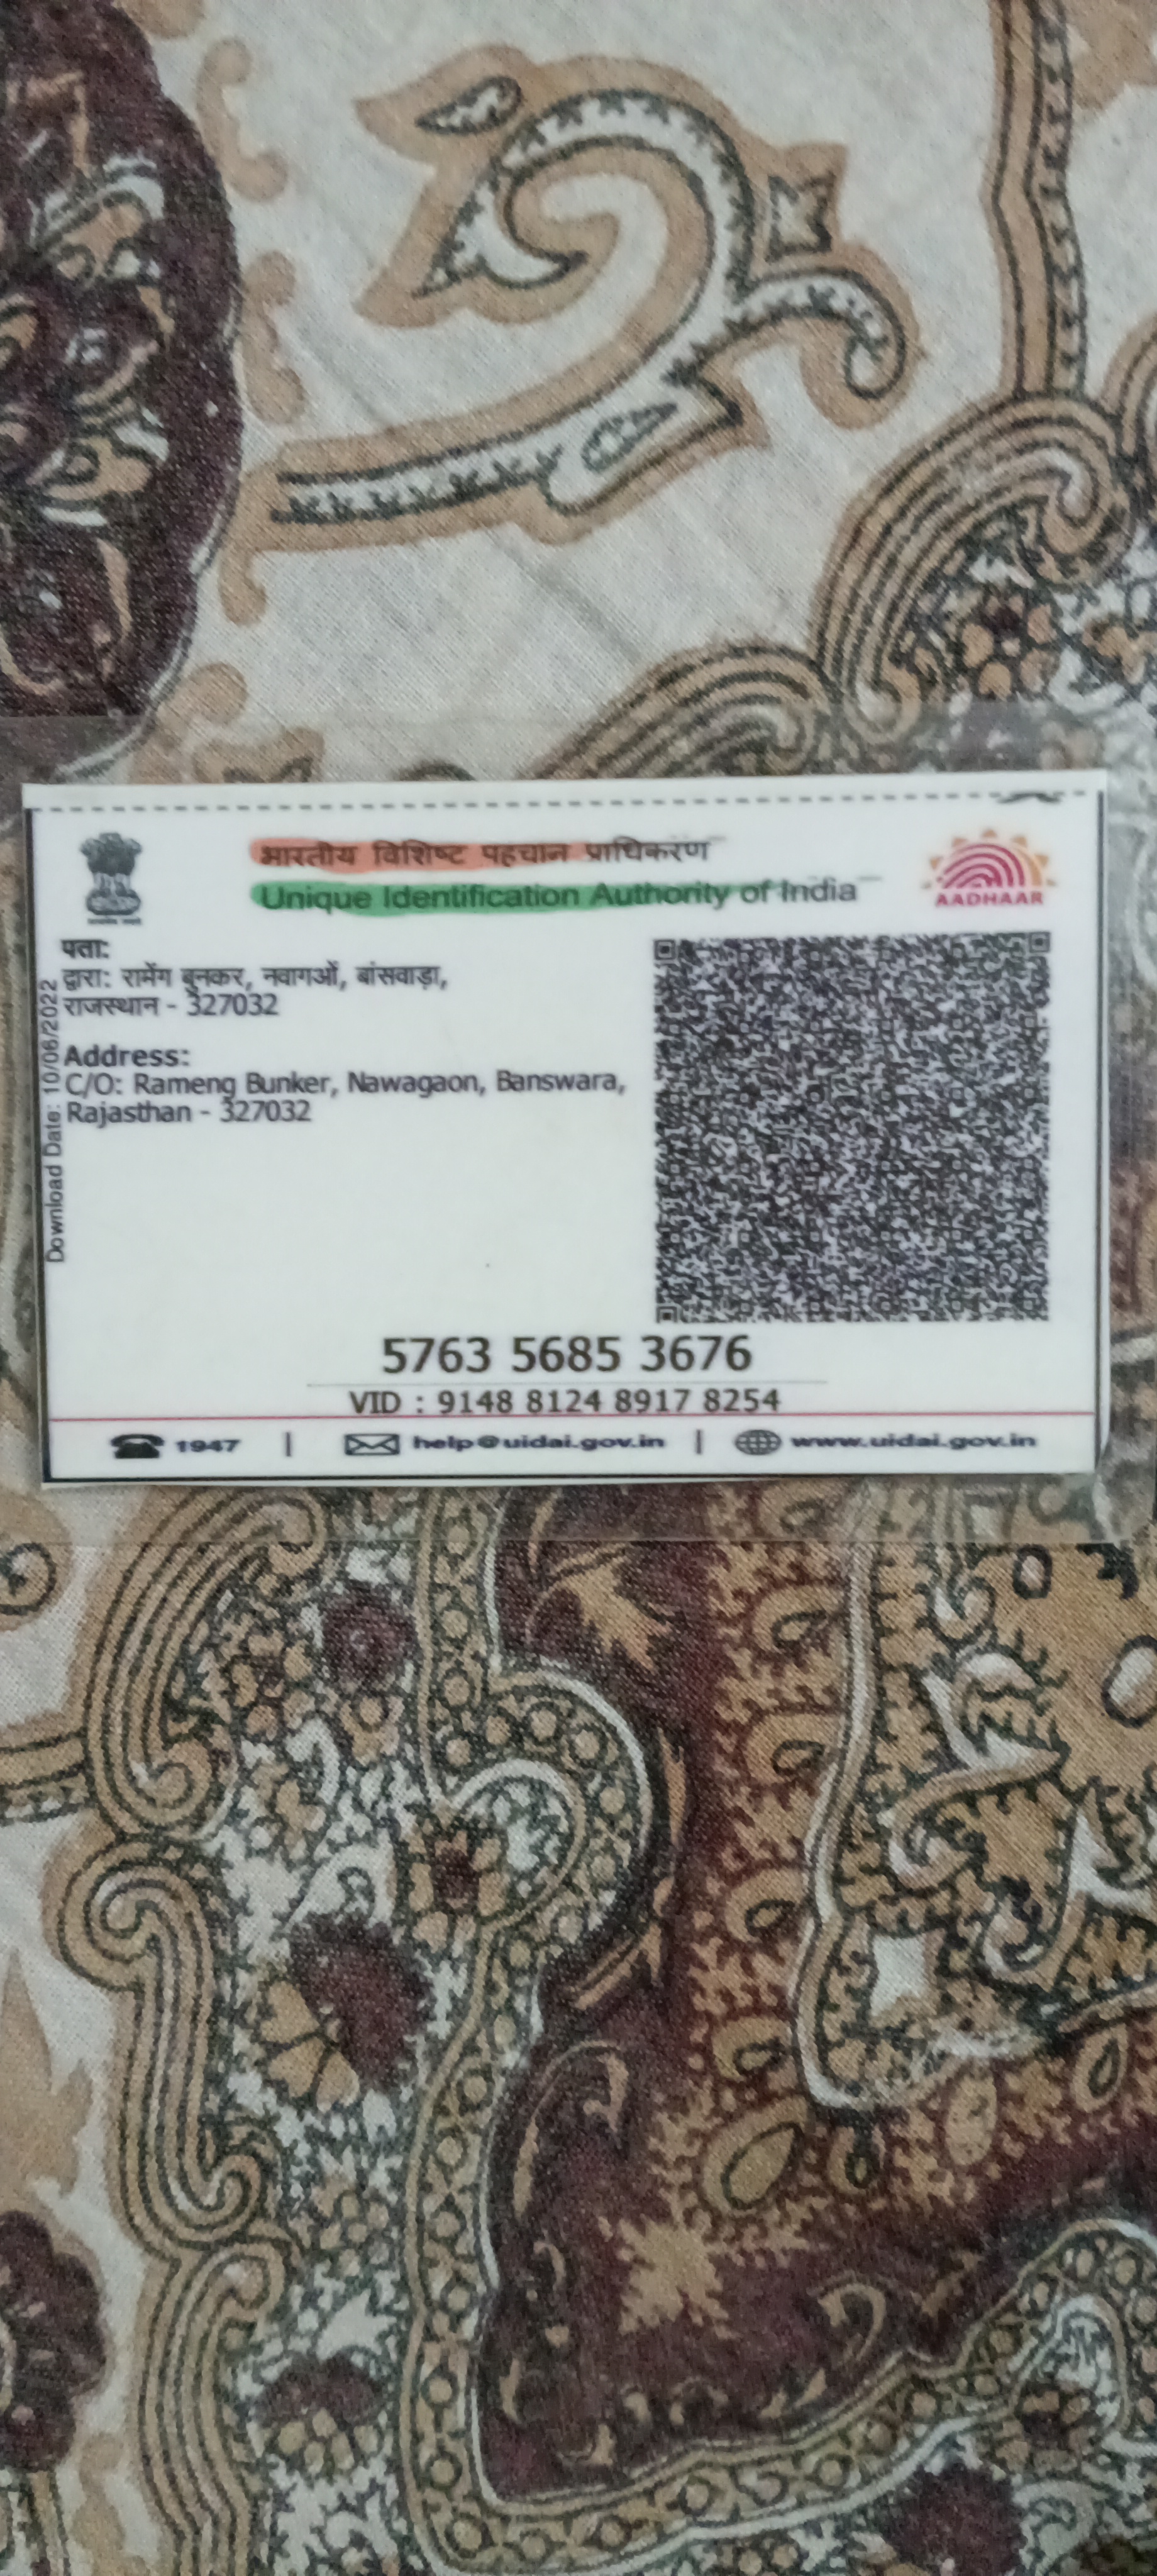 भारतीय विशिष्ट पहचान प्राधिकरण
Unique Identification Authority of India
AADHAAR
पता:
द्वारा: रामेंग बुनकर, नवागओं, बांसवाड़ा,
राजस्थान - 327032
Address:
C/O: Rameng Bunker, Nawagaon, Banswara,
Rajasthan - 327032
Download Date: 10/06/2022
5763 5685 3676
VID : 9148 8124 8917 8254
1947 | help@uidai.gov.in | www.uidai.gov.in